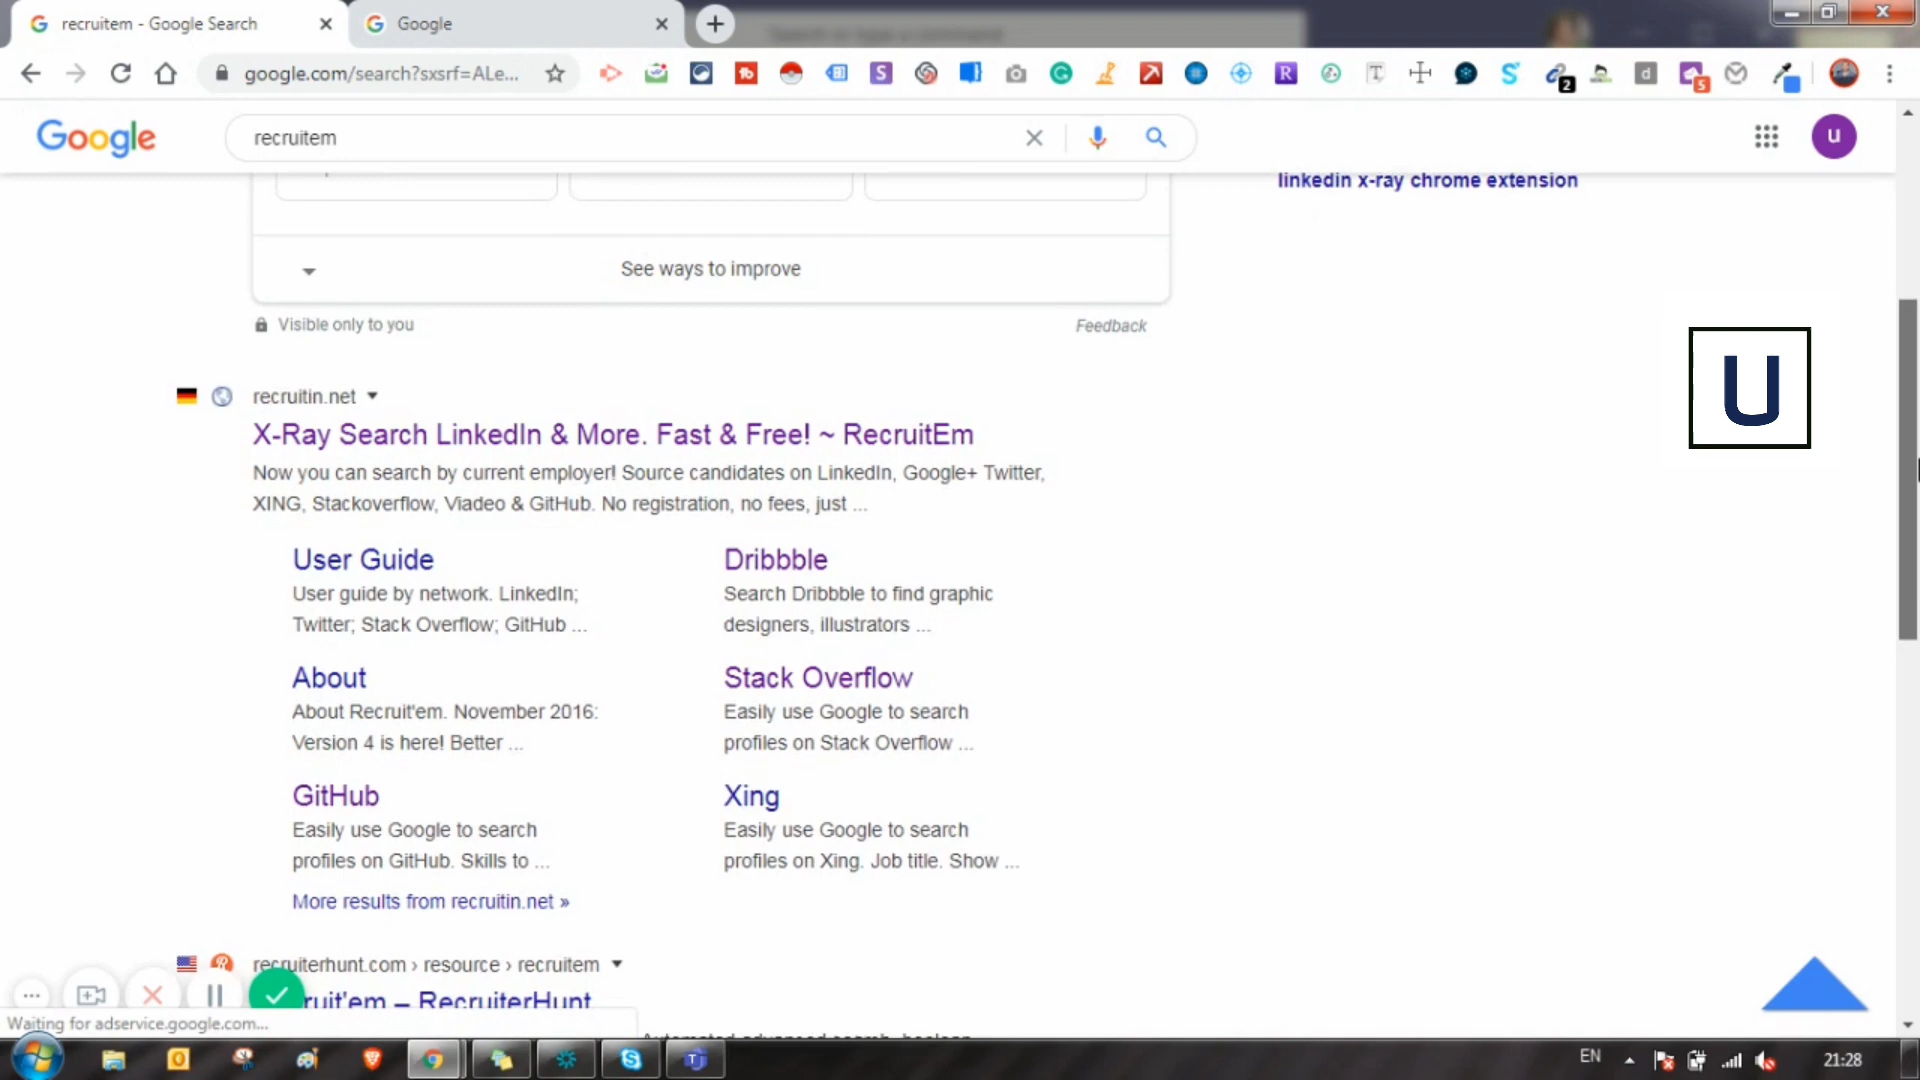 recruitem - Google Search
Google
google.com/search?sxsrf=ALe...
Google
recruitem
u
linkedin x-ray chrome extension
See ways to improve
Visible only to you
Feedback
U
recruitin.net
X-Ray Search LinkedIn & More. Fast & Free! ~ RecruitEm
Now you can search by current employer! Source candidates on LinkedIn, Google+ Twitter,
XING, Stackoverflow, Viadeo & GitHub. No registration, no fees, just ...
User Guide
User guide by network. LinkedIn;
Twitter; Stack Overflow; GitHub ...
Dribbble
Search Dribbble to find graphic
designers, illustrators ...
About
About Recruit'em. November 2016:
Version 4 is here! Better ...
Stack Overflow
Easily use Google to search
profiles on Stack Overflow ...
GitHub
Easily use Google to search
profiles on GitHub. Skills to ...
Xing
Easily use Google to search
profiles on Xing. Job title. Show ...
More results from recruitin.net »
recruiterhunt.com › resource › recruitem
ruit'em – RecruiterHunt
Waiting for adservice.google.com...
EN
21:28